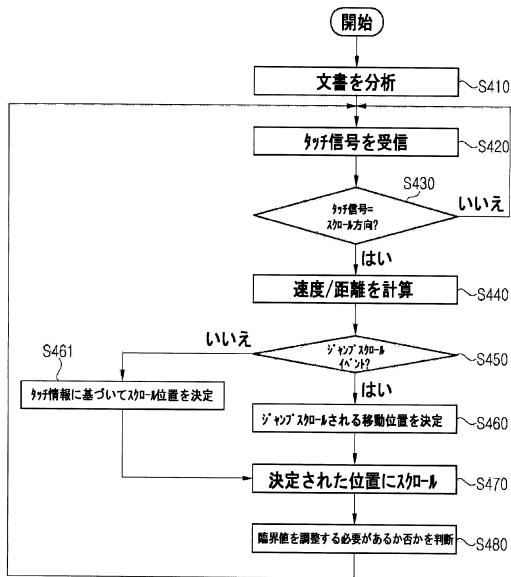 開始
文書を分析
S410
タッチ信号を受信
S420
S430
タッチ信号=
スクロール方向?
いいえ
はい
速度/距離を計算
S440
いいえ
ジャンプスクロール
イベント?
S450
S461
はい
タッチ情報に基づいてスクロール位置を決定
ジャンプスクロールされる移動位置を決定
S460
決定された位置にスクロール
S470
臨界値を調整する必要があるか否かを判断
S480